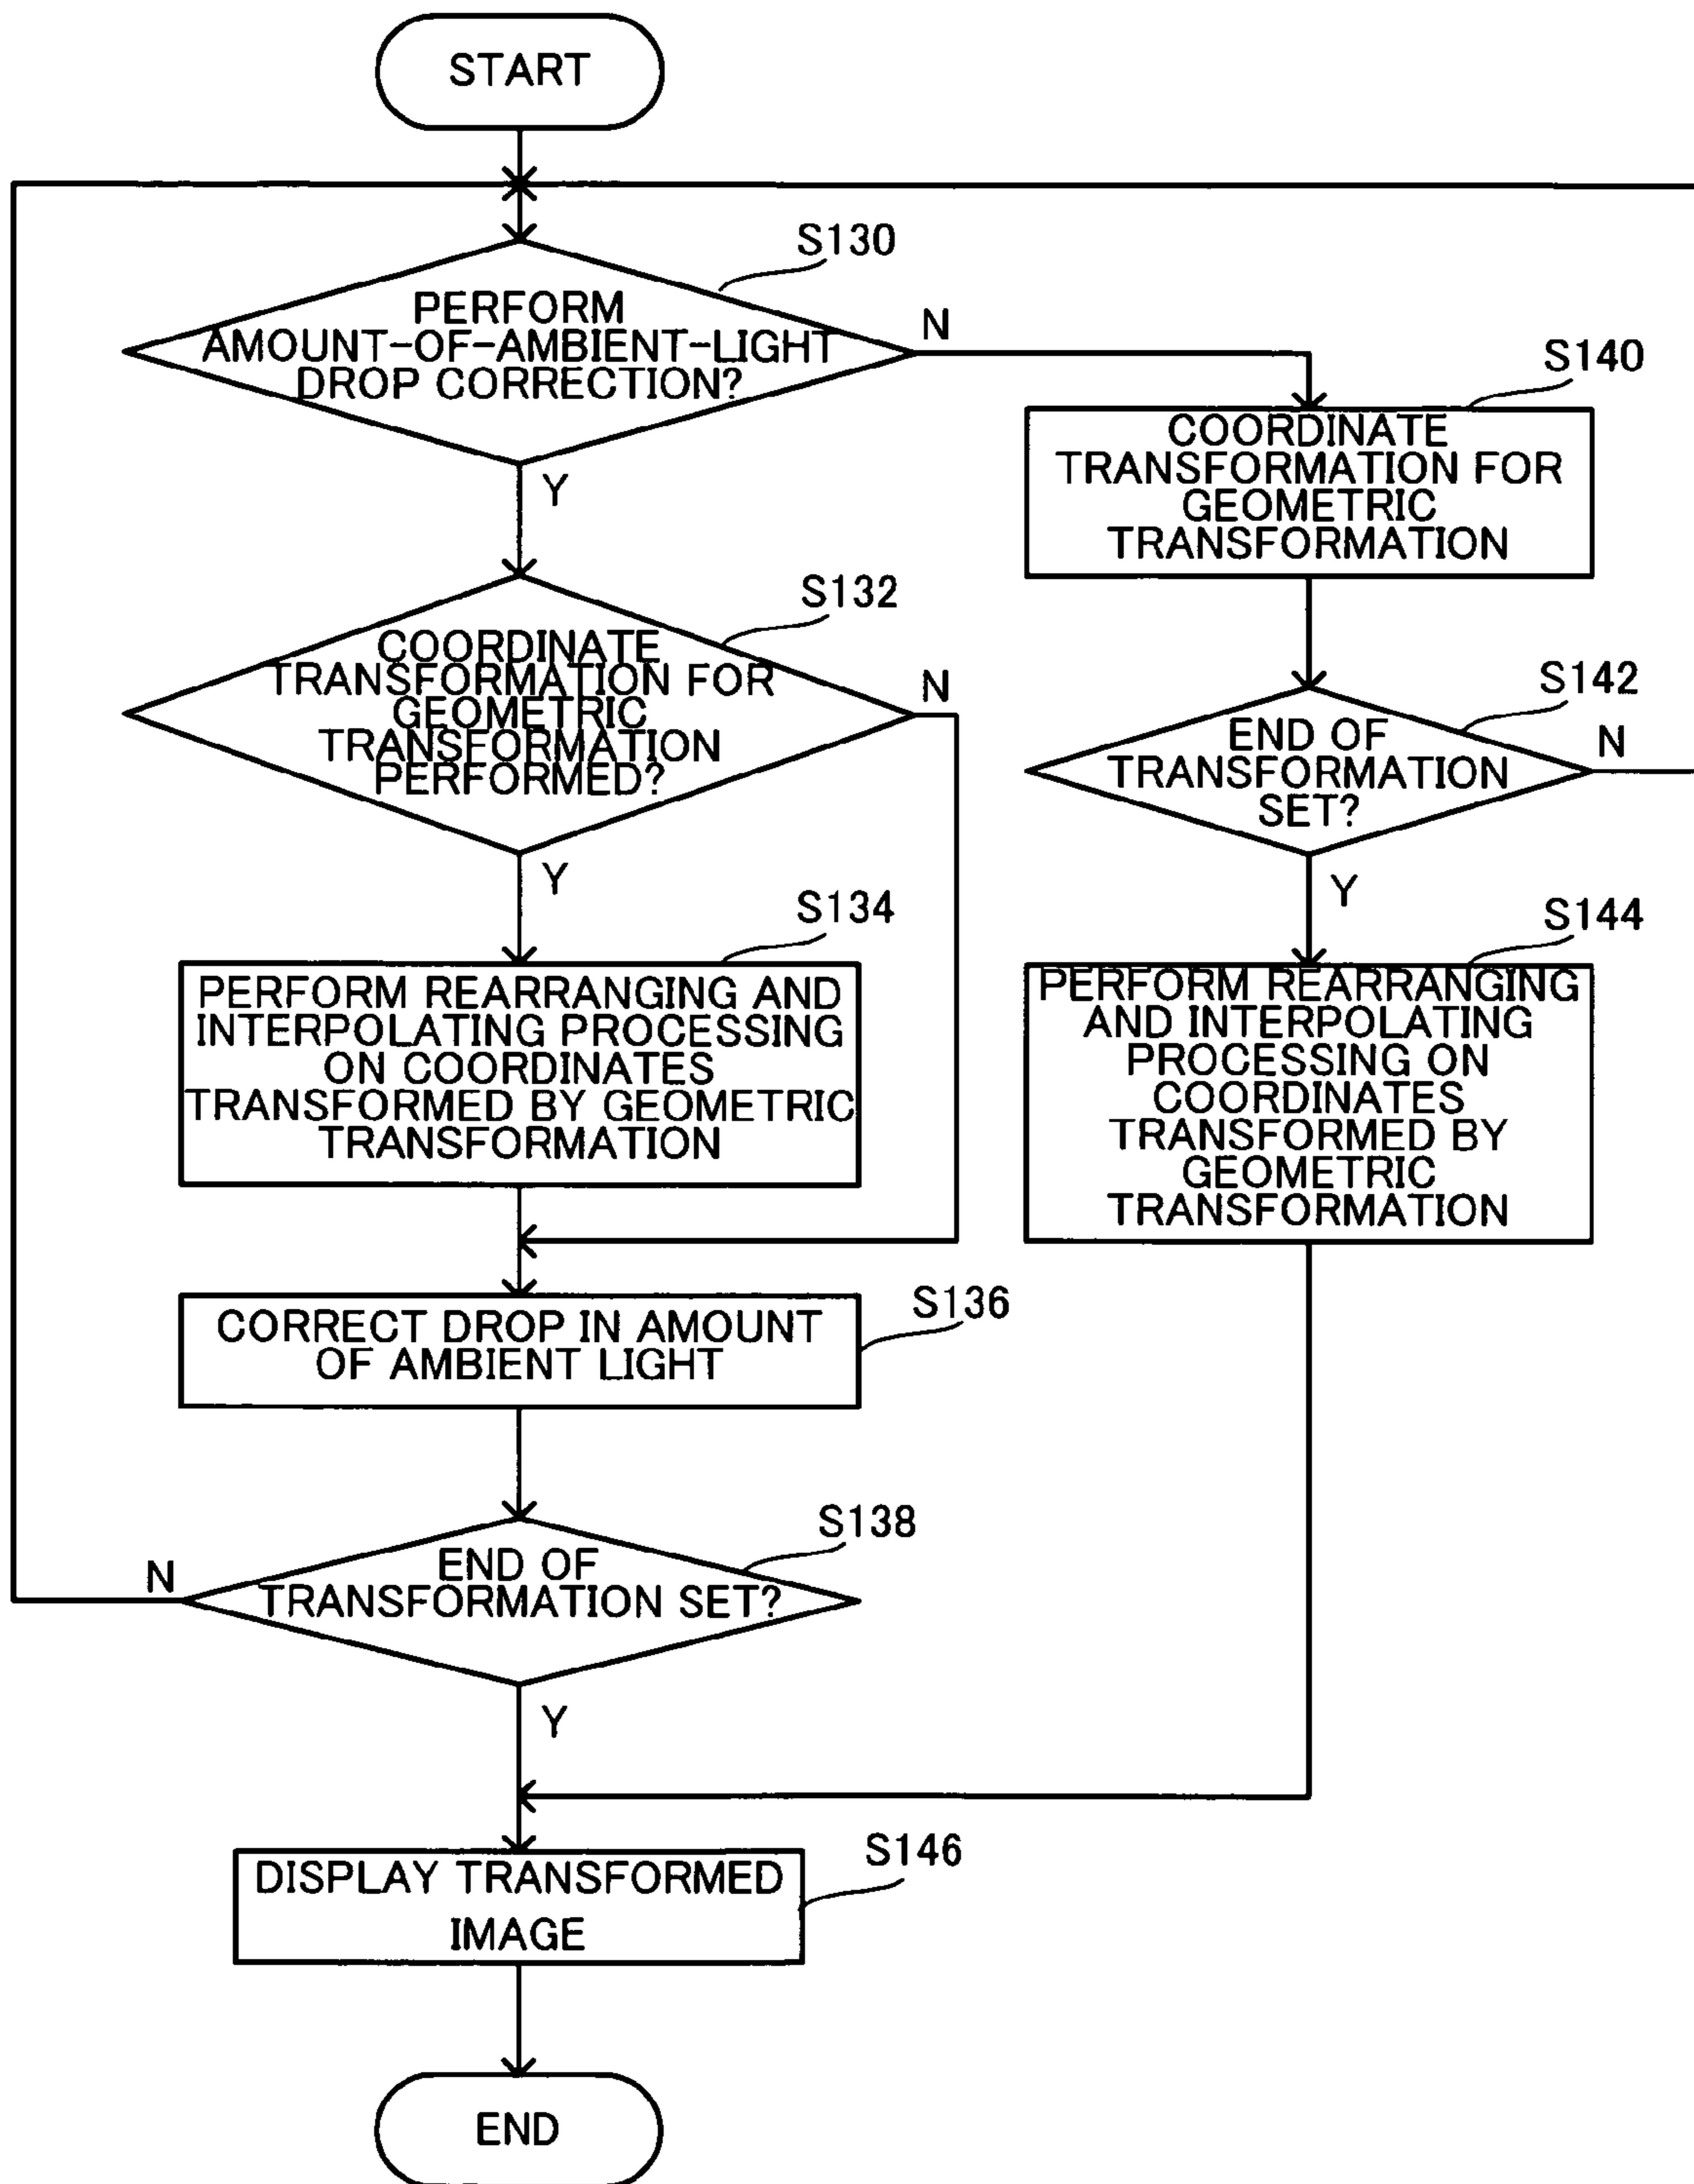 START
S130
PERFORM
AMOUNT-OF-AMBIENT-LIGHT
DROP CORRECTION?
N
Y
S140
COORDINATE
TRANSFORMATION FOR
GEOMETRIC
TRANSFORMATION
S132
COORDINATE
TRANSFORMATION FOR
GEOMETRIC
TRANSFORMATION
PERFORMED?
N
Y
S142
END OF
TRANSFORMATION
SET?
N
Y
S134
PERFORM REARRANGING AND
INTERPOLATING PROCESSING
ON COORDINATES
TRANSFORMED BY GEOMETRIC
TRANSFORMATION
S144
PERFORM REARRANGING
AND INTERPOLATING
PROCESSING ON
COORDINATES
TRANSFORMED BY
GEOMETRIC
TRANSFORMATION
S136
CORRECT DROP IN AMOUNT
OF AMBIENT LIGHT
S138
END OF
TRANSFORMATION SET?
N
Y
S146
DISPLAY TRANSFORMED
IMAGE
END